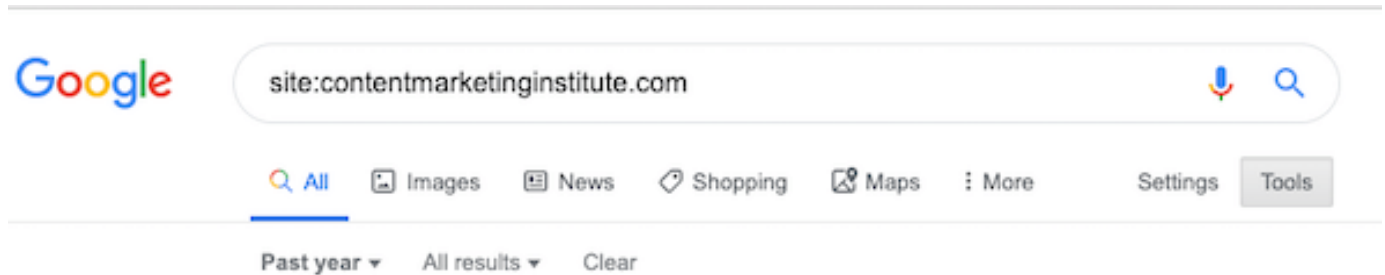 Google site:contentmarketinginstitute.com
All Images News Shopping Maps More Settings Tools
Past year All results Clear